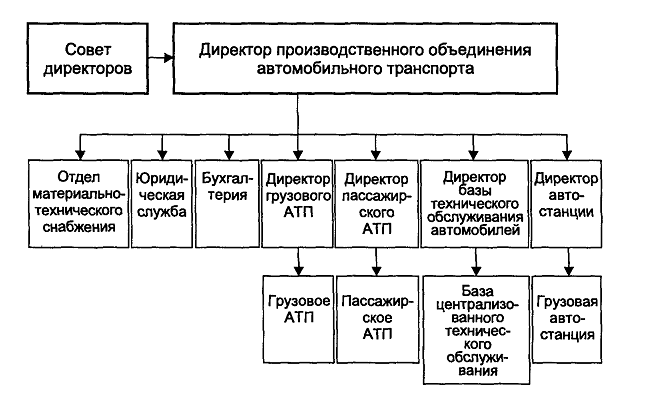 Совет
директоров
Директор производственного объединения
автомобильного транспорта
Отдел
материально-
технического
снабжения
Юриди-
ческая
служба
Бухгал-
терия
Директор
грузового
АТП
Директор
пассажир-
ского
АТП
Директор
базы
технического
обслуживания
автомобилей
Директор
авто-
станции
Грузовое
АТП
Пассажир-
ское
АТП
База
централизо-
ванного
техничес-
кого
обслужи-
вания
Грузовая
авто-
станция